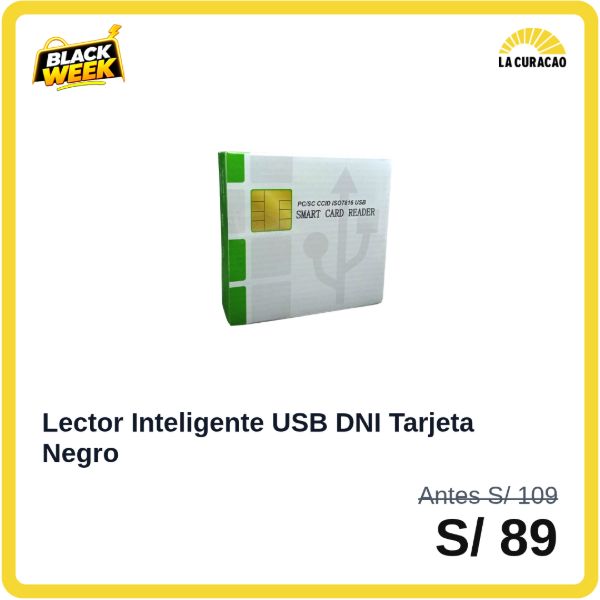 BLACK
WEEK
LA CURACAO
PC/SC CCID ISO7816 USB
SMART CARD READER
Lector Inteligente USB DNI Tarjeta
Negro
Antes S/ 109
S/ 89